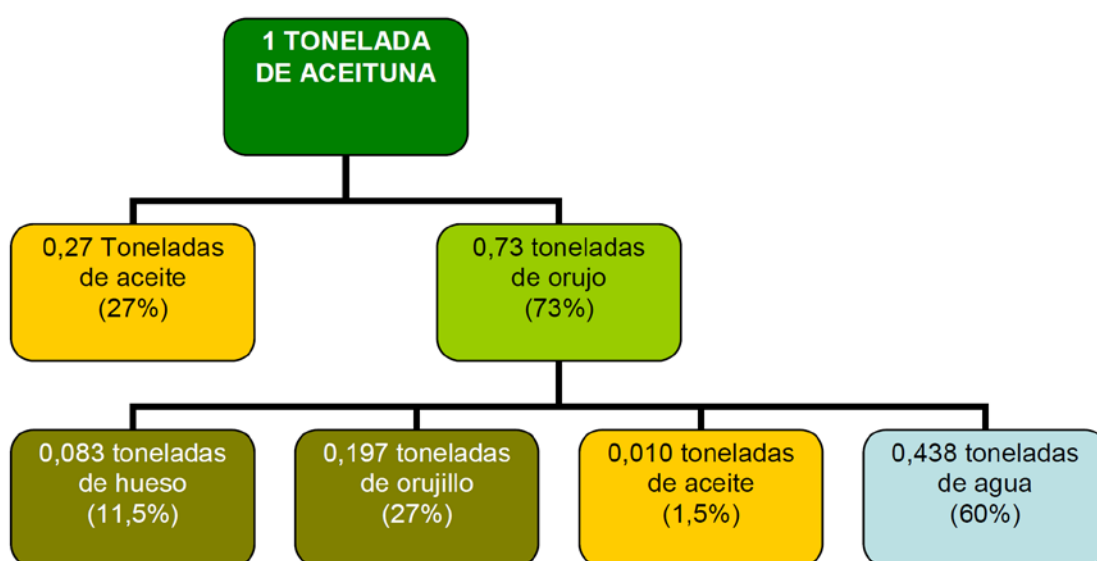 1 TONELADA
DE ACEITUNA
0,27 Toneladas
de aceite
(27%)
0,73 toneladas
de orujo
(73%)
0,083 toneladas
de hueso
(11,5%)
0,197 toneladas
de orujillo
(27%)
0,010 toneladas
de aceite
(1,5%)
0,438 toneladas
de agua
(60%)